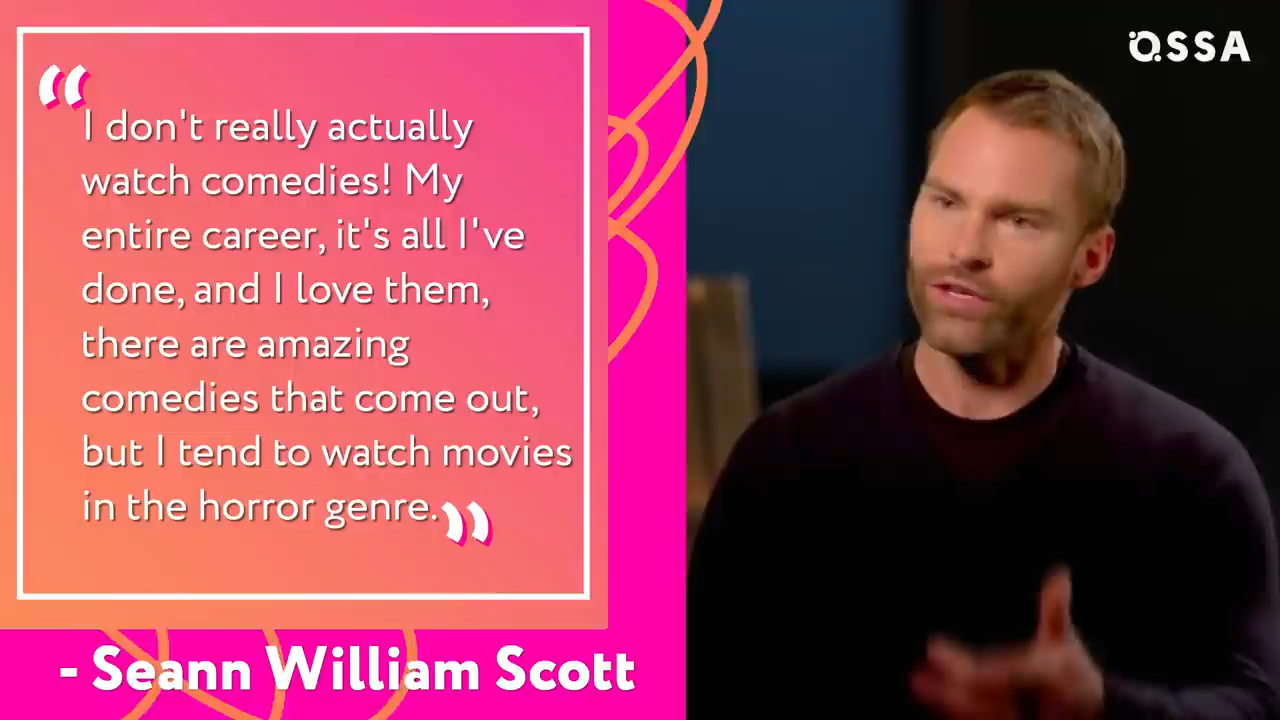 “
I don't really actually
watch comedies! My
entire career, it's all I've
done, and I love them,
there are amazing
comedies that come out,
but I tend to watch movies
in the horror genre.”
- Seann William Scott
OSSA